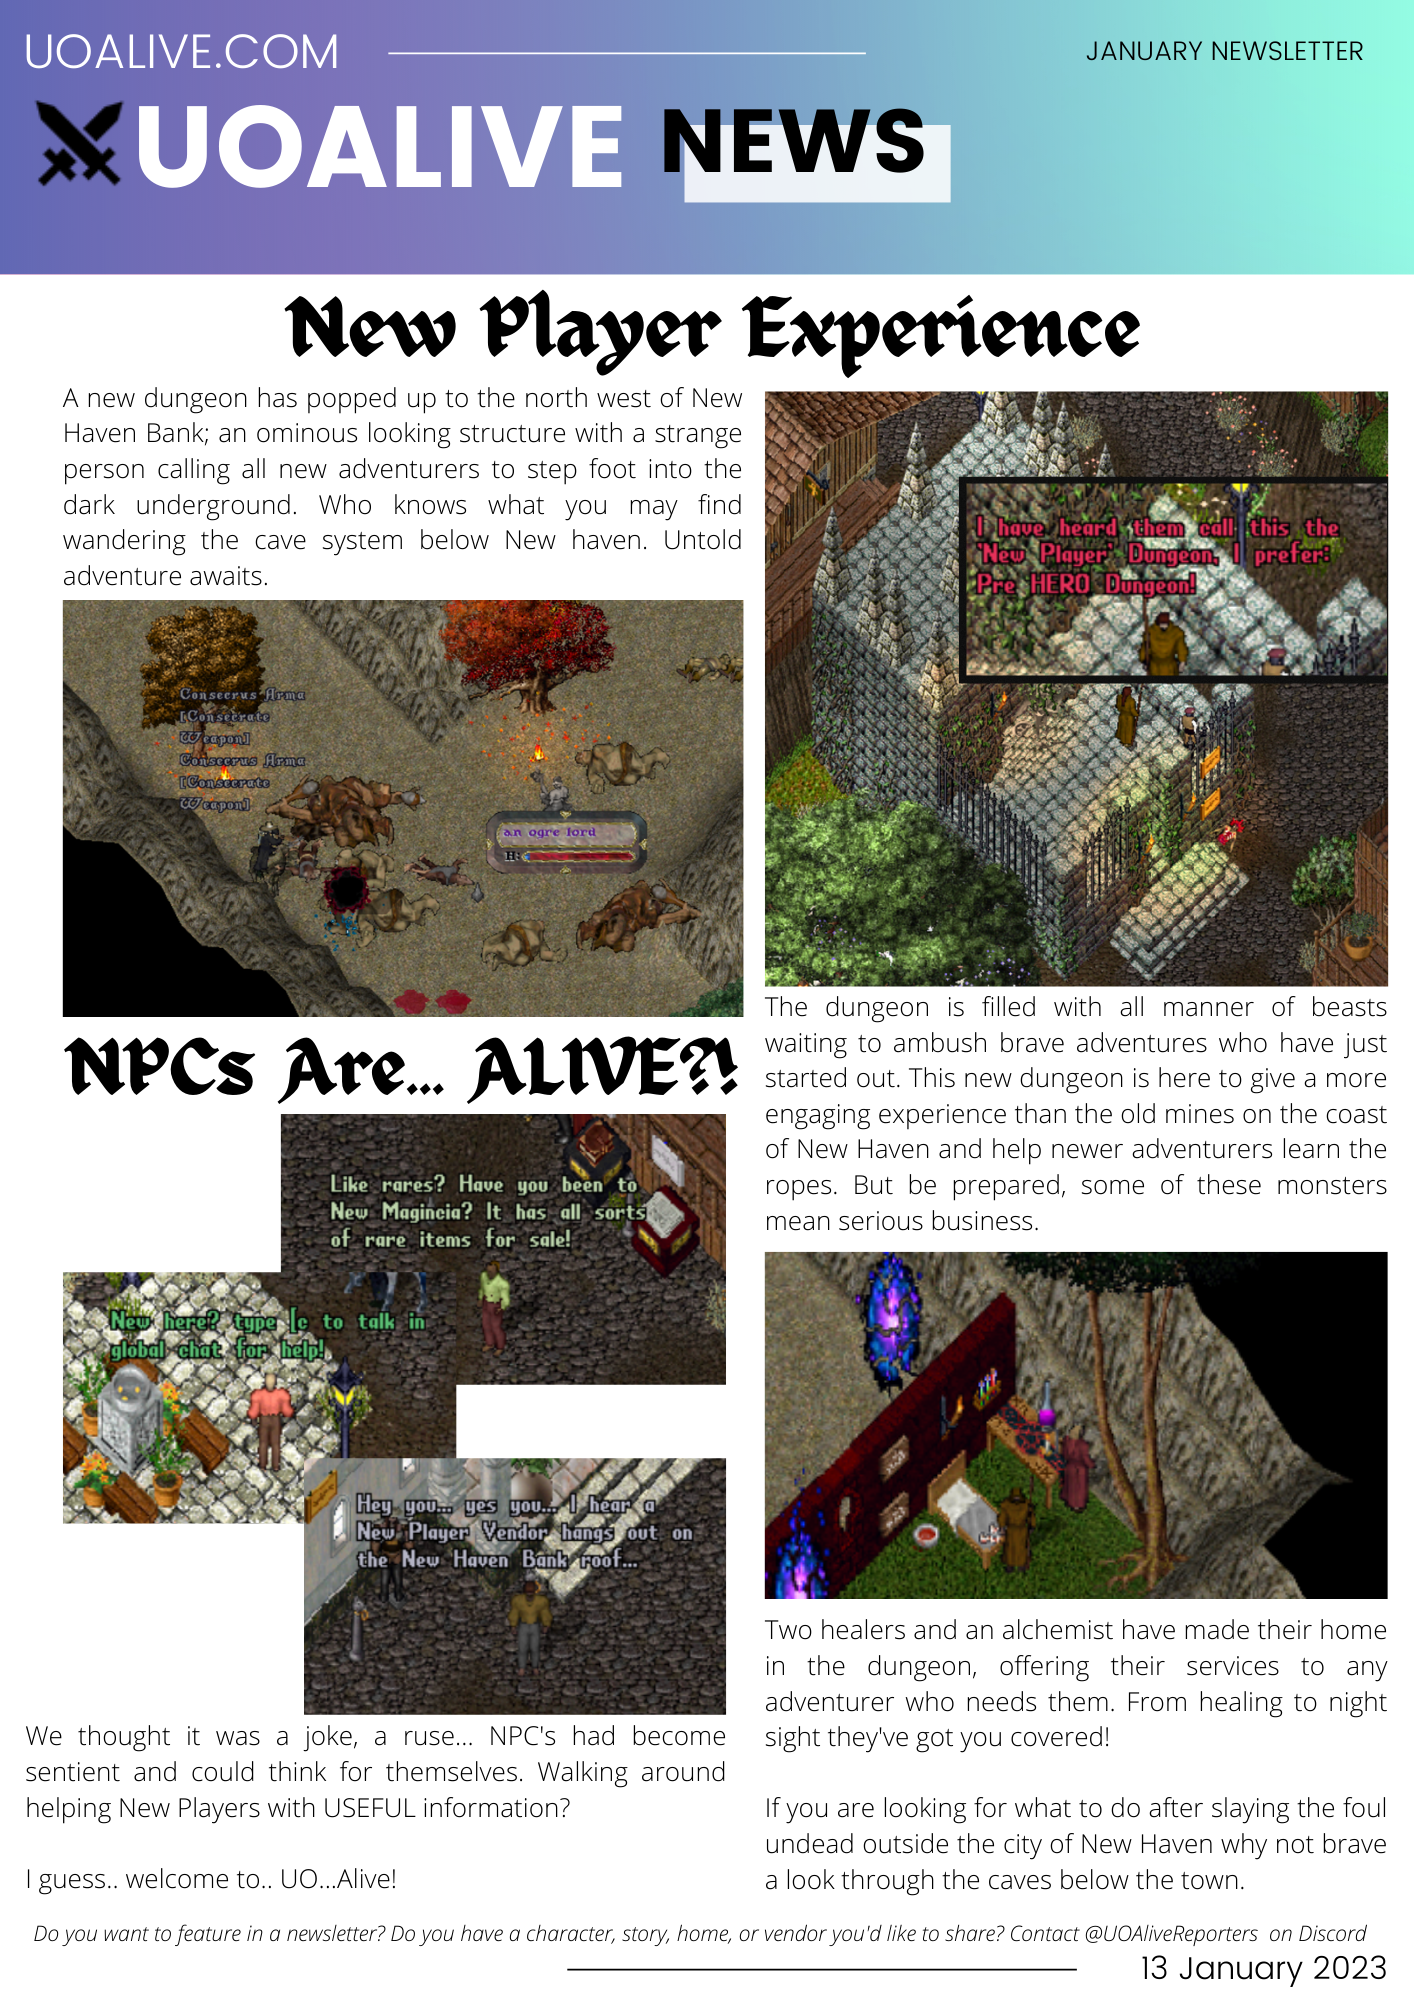 UOALIVE.COM
JANUARY NEWSLETTER
UOALIVE NEWS
New Player Experience
A new dungeon has popped up to the north west of New
Haven Bank; an ominous looking structure with a strange
person calling all new adventurers to step foot into the
dark underground. Who knows what you may find
wandering the cave system below New haven. Untold
adventure awaits.
Consecrus Arma
[Consecrate
Weapon]
Consecrus Arma
[Consecrate
Weapon]
an ogre lord
H:
NPCs Are... ALIVE?!
Like rares? Have you been to
New Magincia? It has all sorts
of rare items for sale!
New here? type [c to talk in
global chat for help!
Hey you... yes you... I hear a
New Player Vendor hangs out on
the New Haven Bank roof...
We thought it was a joke, a ruse... NPC's had become
sentient and could think for themselves. Walking around
helping New Players with USEFUL information?
I guess.. welcome to.. UO...Alive!
I have heard them call this the
'New Player' Dungeon, I prefer:
Pre HERO Dungeon!
The dungeon is filled with all manner of beasts
waiting to ambush brave adventures who have just
started out. This new dungeon is here to give a more
engaging experience than the old mines on the coast
of New Haven and help newer adventurers learn the
ropes. But be prepared, some of these monsters
mean serious business.
Two healers and an alchemist have made their home
in the dungeon, offering their services to any
adventurer who needs them. From healing to night
sight they've got you covered!
If you are looking for what to do after slaying the foul
undead outside the city of New Haven why not brave
a look through the caves below the town.
Do you want to feature in a newsletter? Do you have a character, story, home, or vendor you'd like to share? Contact @UOAliveReporters on Discord
13 January 2023